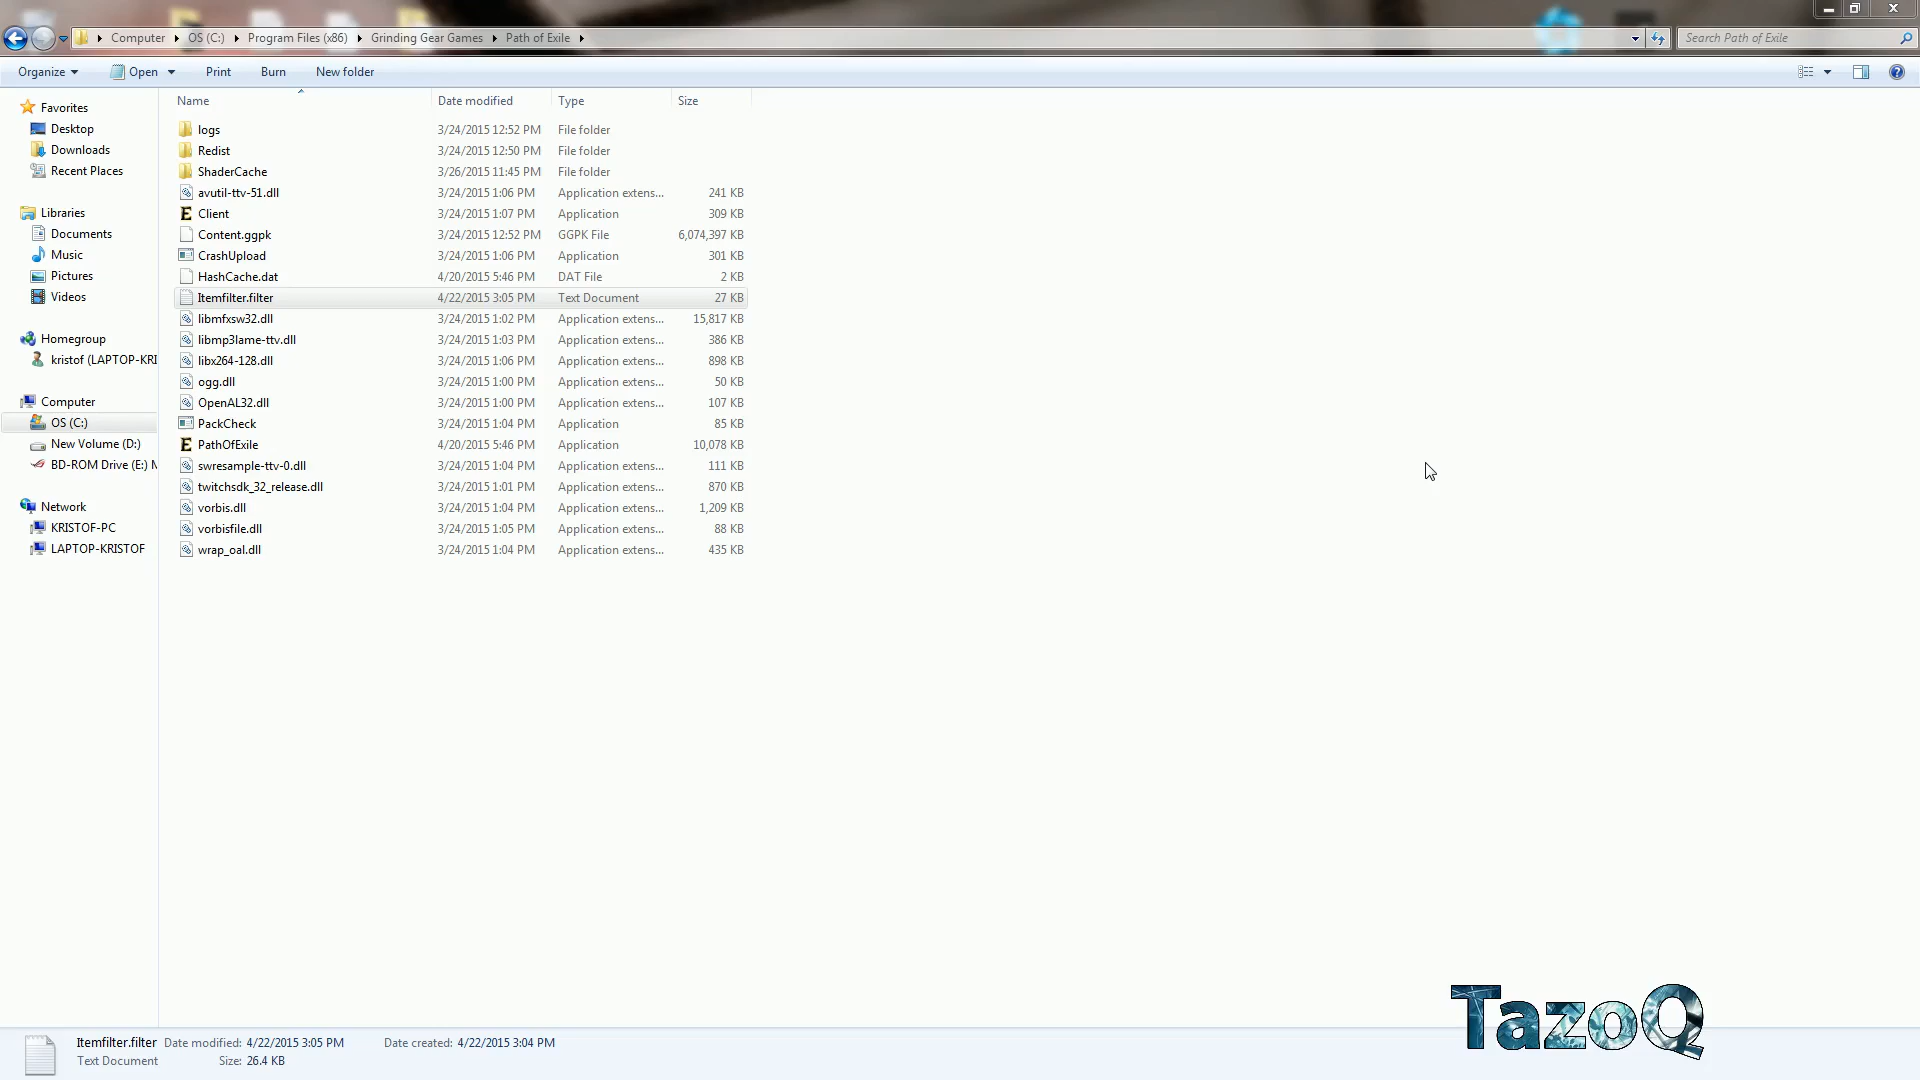 Computer OS (C:) Program Files (x86) Grinding Gear Games Path of Exile Search Path of Exile
Organize Open Print Burn New folder
Favorites
Desktop
Downloads
Recent Places
Libraries
Documents
Music
Pictures
Videos
Homegroup
kristof (LAPTOP-KRI
Computer
OS (C:)
New Volume (D:)
BD-ROM Drive (E:) M
Network
KRISTOF-PC
LAPTOP-KRISTOF
Name Date modified Type Size
logs 3/24/2015 12:52 PM File folder
Redist 3/24/2015 12:50 PM File folder
ShaderCache 3/26/2015 11:45 PM File folder
avutil-ttv-51.dll 3/24/2015 1:06 PM Application extens... 241 KB
Client 3/24/2015 1:07 PM Application 309 KB
Content.ggpk 3/24/2015 12:52 PM GGPK File 6,074,397 KB
CrashUpload 3/24/2015 1:06 PM Application 301 KB
HashCache.dat 4/20/2015 5:46 PM DAT File 2 KB
Itemfilter.filter 4/22/2015 3:05 PM Text Document 27 KB
libmfxsw32.dll 3/24/2015 1:02 PM Application extens... 15,817 KB
libmp3lame-ttv.dll 3/24/2015 1:03 PM Application extens... 386 KB
libx264-128.dll 3/24/2015 1:06 PM Application extens... 898 KB
ogg.dll 3/24/2015 1:00 PM Application extens... 50 KB
OpenAL32.dll 3/24/2015 1:00 PM Application extens... 107 KB
PackCheck 3/24/2015 1:04 PM Application 85 KB
PathOfExile 4/20/2015 5:46 PM Application 10,078 KB
swresample-ttv-0.dll 3/24/2015 1:04 PM Application extens... 111 KB
twitchsdk_32_release.dll 3/24/2015 1:01 PM Application extens... 870 KB
vorbis.dll 3/24/2015 1:04 PM Application extens... 1,209 KB
vorbisfile.dll 3/24/2015 1:05 PM Application extens... 88 KB
wrap_oal.dll 3/24/2015 1:04 PM Application extens... 435 KB
TazoQ
Itemfilter.filter Date modified: 4/22/2015 3:05 PM Date created: 4/22/2015 3:04 PM
Text Document Size: 26.4 KB